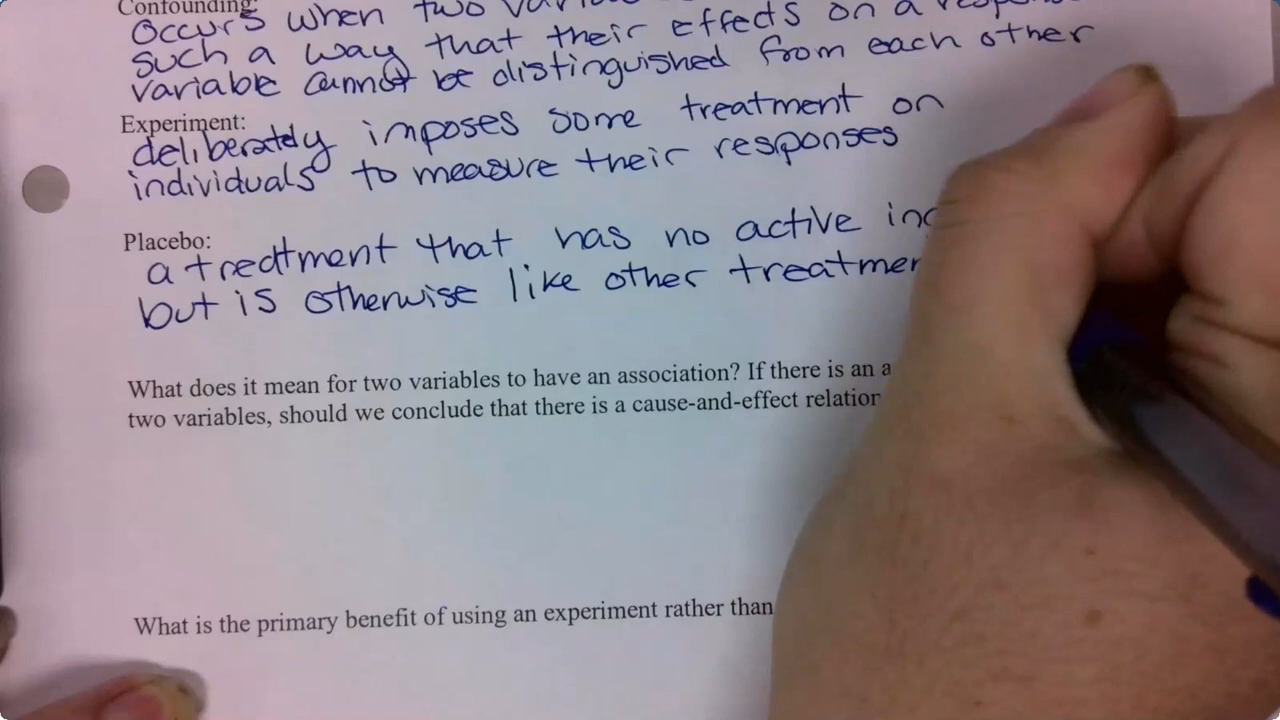 Confounding:
Occurs when two
such a way that their effects on a
variable cannot be distinguished from each other
Experiment:
deliberately imposes some treatment on
individuals to measure their responses
Placebo:
a treatment that has no active
but is otherwise like other
What does it mean for two variables to have an association? If there is an
two variables, should we conclude that there is a cause-and-effect
What is the primary benefit of using an experiment rather than